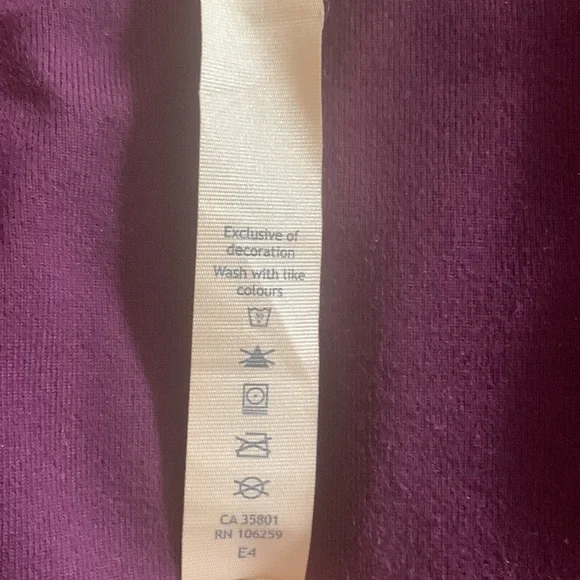 Exclusive of
decoration
Wash with like
colours
CA 35801
RN 106259
E4